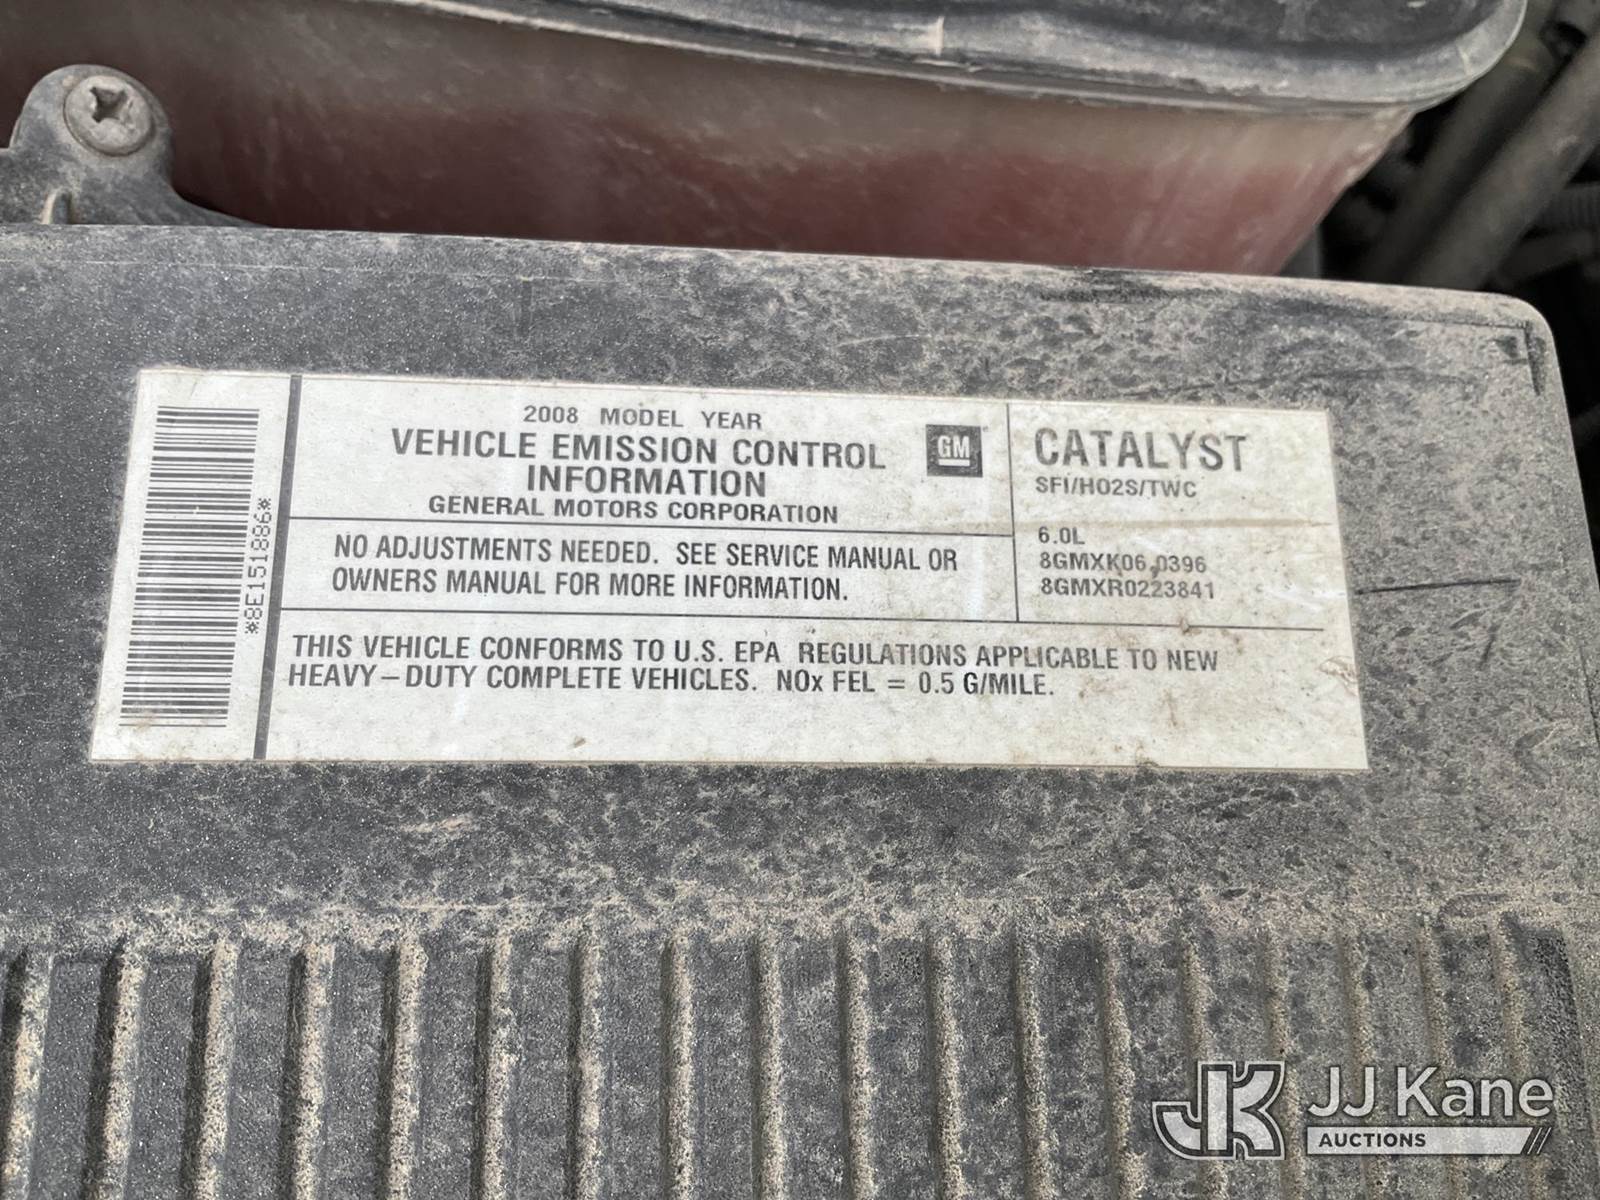 2008 MODEL YEAR
VEHICLE EMISSION CONTROL
INFORMATION
GENERAL MOTORS CORPORATION
GM
CATALYST
SFI/HO2S/TWC
6.0L
8GMXK06.0396
8GMXR0223841
NO ADJUSTMENTS NEEDED. SEE SERVICE MANUAL OR
OWNERS MANUAL FOR MORE INFORMATION.
THIS VEHICLE CONFORMS TO U.S. EPA REGULATIONS APPLICABLE TO NEW
HEAVY-DUTY COMPLETE VEHICLES. NOx FEL = 0.5 G/MILE.
*8E151886*
JK JJ Kane
AUCTIONS